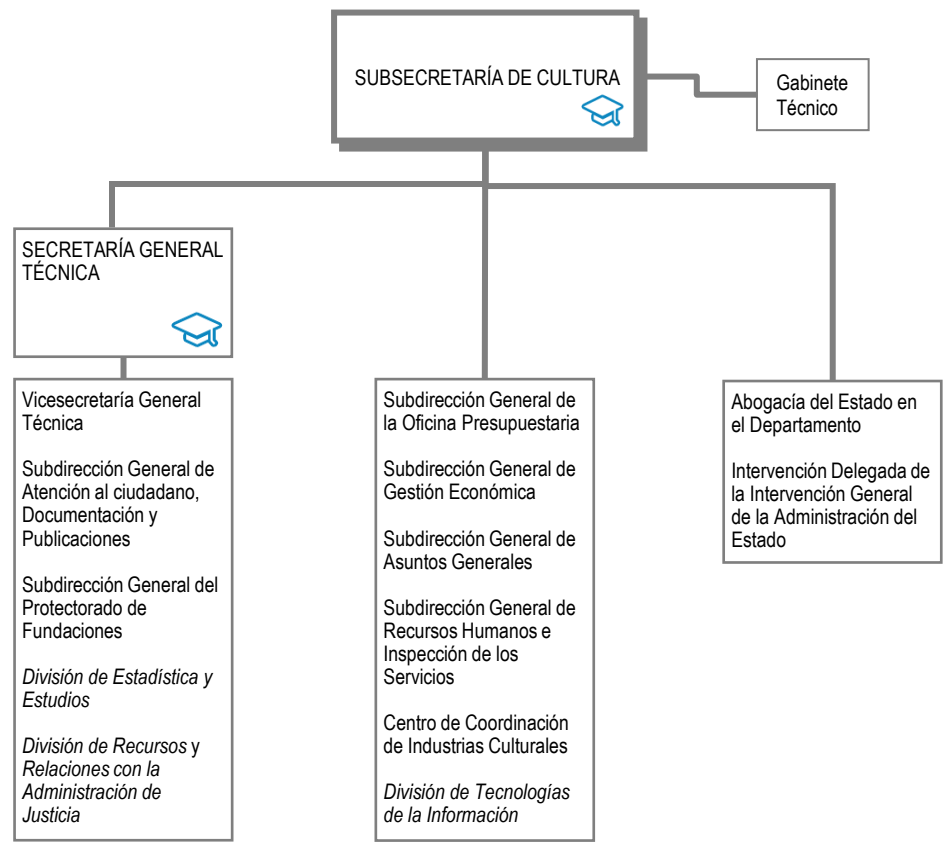 SUBSECRETARÍA DE CULTURA
Gabinete
Técnico
SECRETARÍA GENERAL
TÉCNICA
Vicesecretaría General
Técnica
Subdirección General de
Atención al ciudadano,
Documentación y
Publicaciones
Subdirección General del
Protectorado de
Fundaciones
División de Estadística y
Estudios
División de Recursos y
Relaciones con la
Administración de
Justicia
Subdirección General de
la Oficina Presupuestaria
Subdirección General de
Gestión Económica
Subdirección General de
Asuntos Generales
Subdirección General de
Recursos Humanos e
Inspección de los
Servicios
Centro de Coordinación
de Industrias Culturales
División de Tecnologías
de la Información
Abogacía del Estado en
el Departamento
Intervención Delegada de
la Intervención General
de la Administración del
Estado